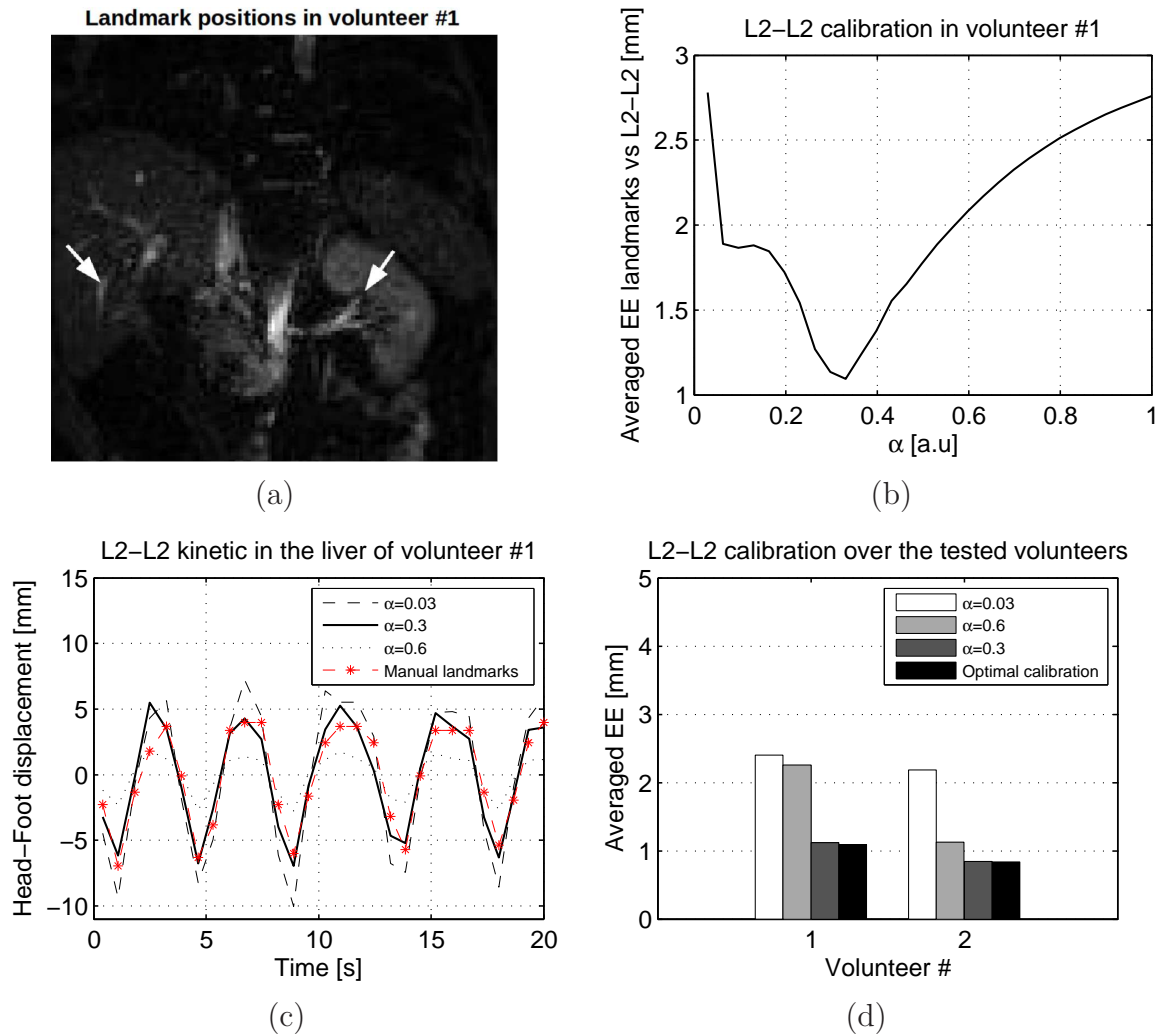 Landmark positions in volunteer #1
(a)
L2−L2 calibration in volunteer #1
Averaged EE landmarks vs L2−L2 [mm]
3
2.5
2
1.5
1
0 0.2 0.4 0.6 0.8 1
α [a.u]
(b)
L2−L2 kinetic in the liver of volunteer #1
Head−Foot displacement [mm]
15
10
5
0
−5
−10
α=0.03
α=0.3
α=0.6
Manual landmarks
0 5 10 15 20
Time [s]
(c)
L2−L2 calibration over the tested volunteers
Averaged EE [mm]
5
4
3
2
1
0
α=0.03
α=0.6
α=0.3
Optimal calibration
1 2
Volunteer #
(d)